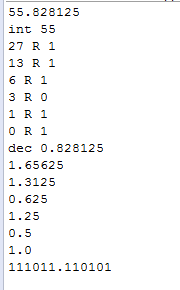 55.828125
int 55
27 R 1
13 R 1
6 R 1
3 R 0
1 R 1
0 R 1
dec 0.828125
1.65625
1.3125
0.625
1.25
0.5
1.0
111011.110101